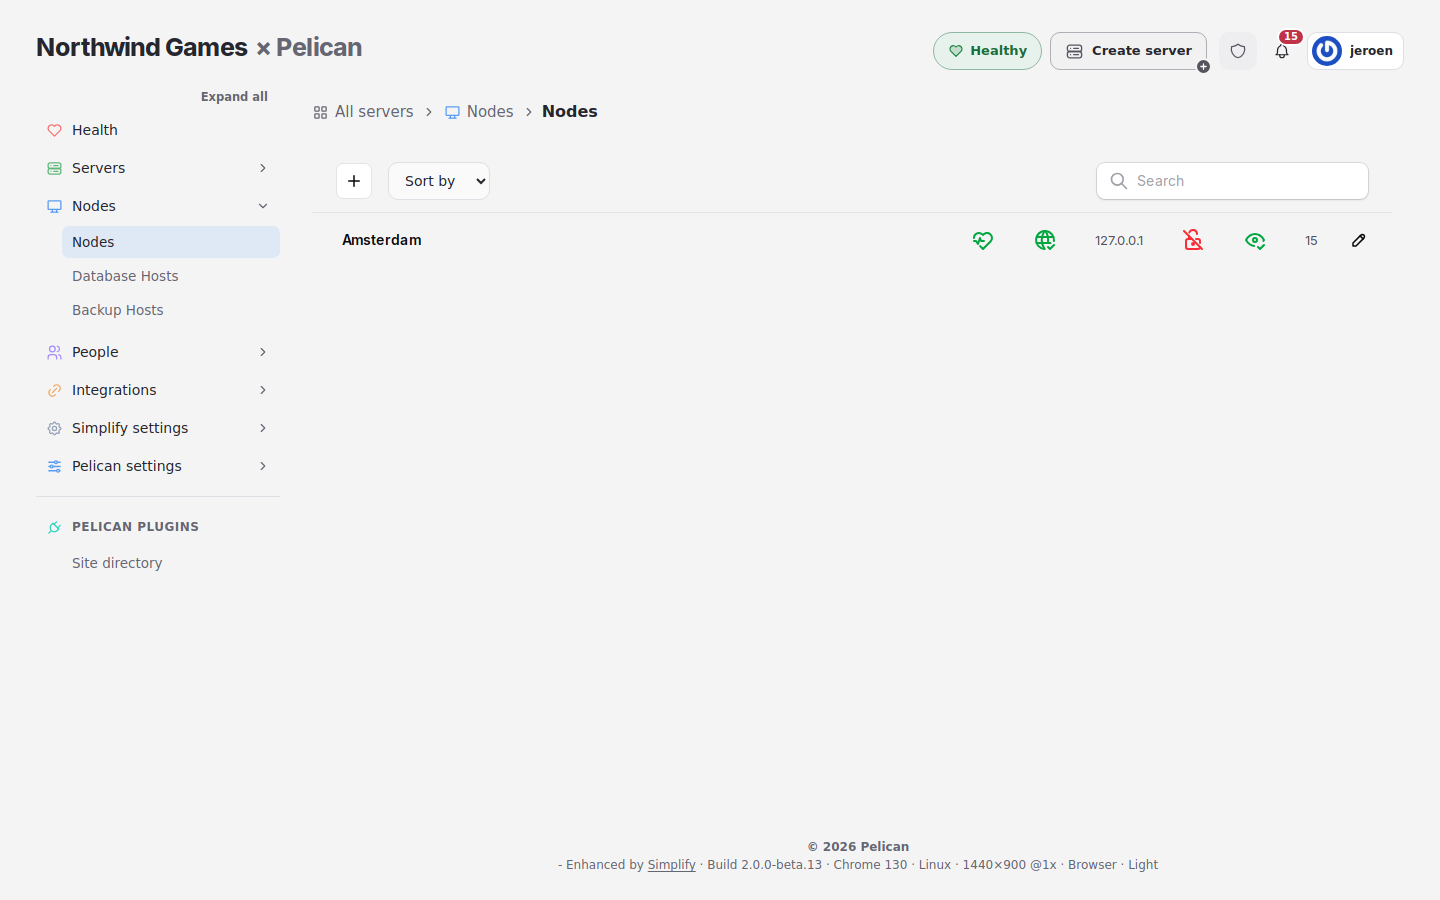 Northwind Games × Pelican
Healthy
Create server
15
jeroen
Expand all
Health
Servers
Nodes
Nodes
Database Hosts
Backup Hosts
People
Integrations
Simplify settings
Pelican settings
PELICAN PLUGINS
Site directory
All servers > Nodes > Nodes
Sort by
Search
Amsterdam 127.0.0.1 15
© 2026 Pelican
- Enhanced by Simplify · Build 2.0.0-beta.13 · Chrome 130 · Linux · 1440×900 @1x · Browser · Light